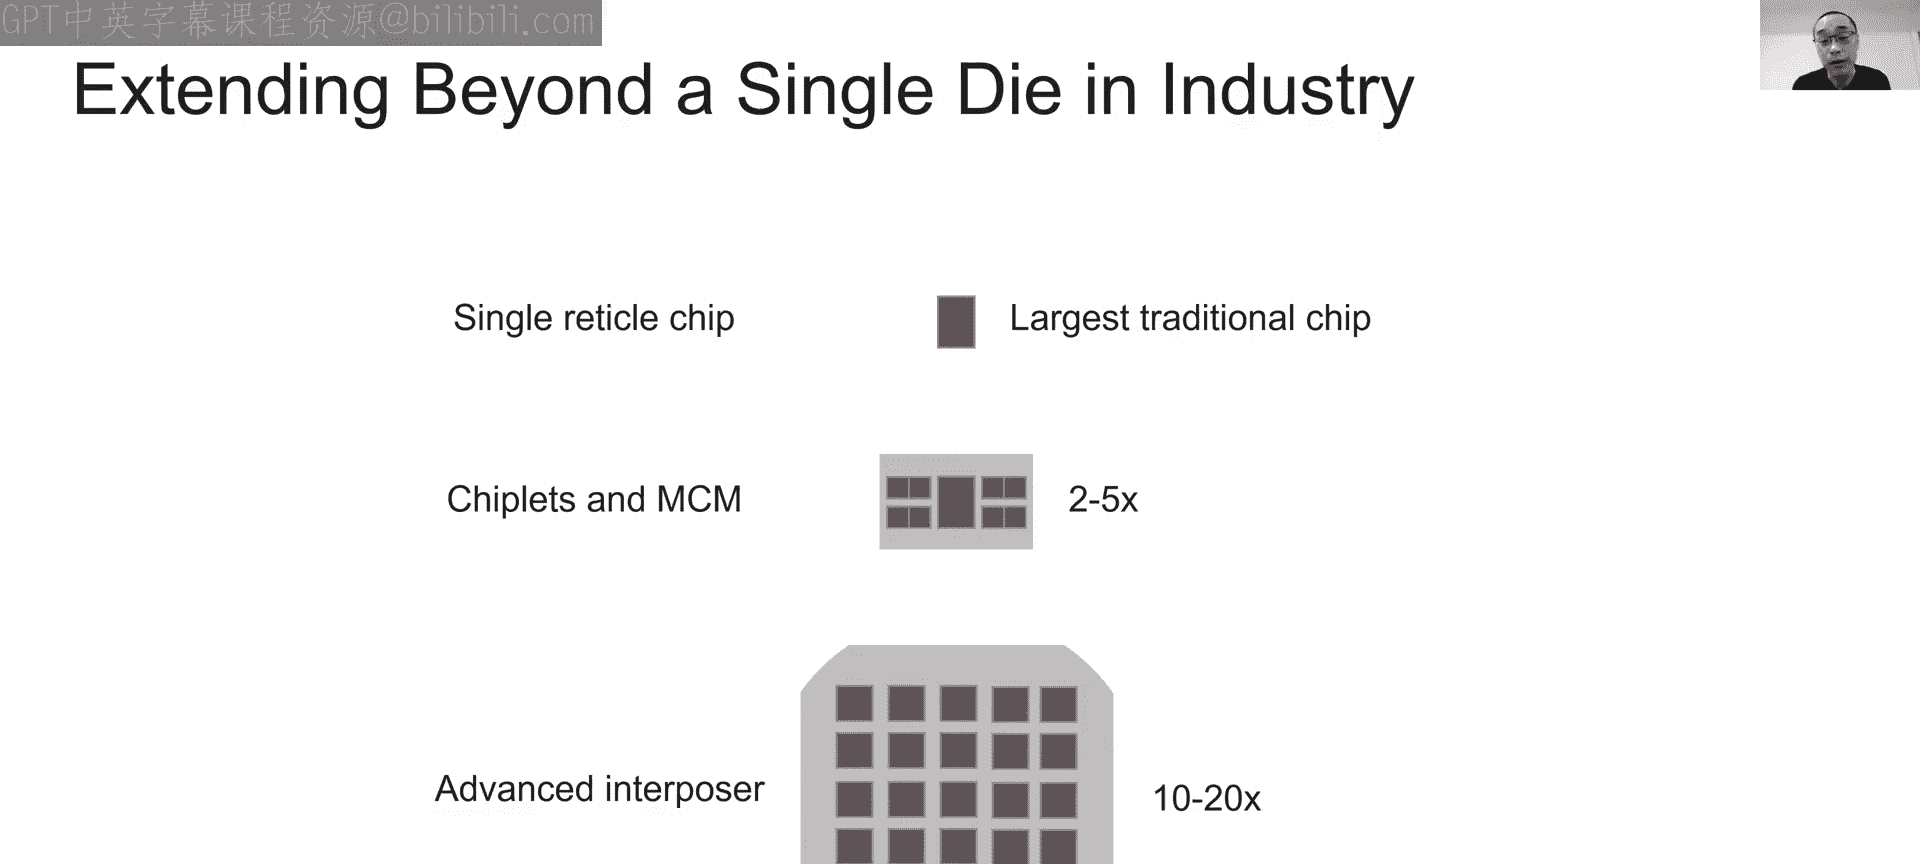 GPT中英字幕课程资源@bilibili.com
Extending Beyond a Single Die in Industry
Single reticle chip
Largest traditional chip
Chiplets and MCM
2-5x
Advanced interposer
10-20x